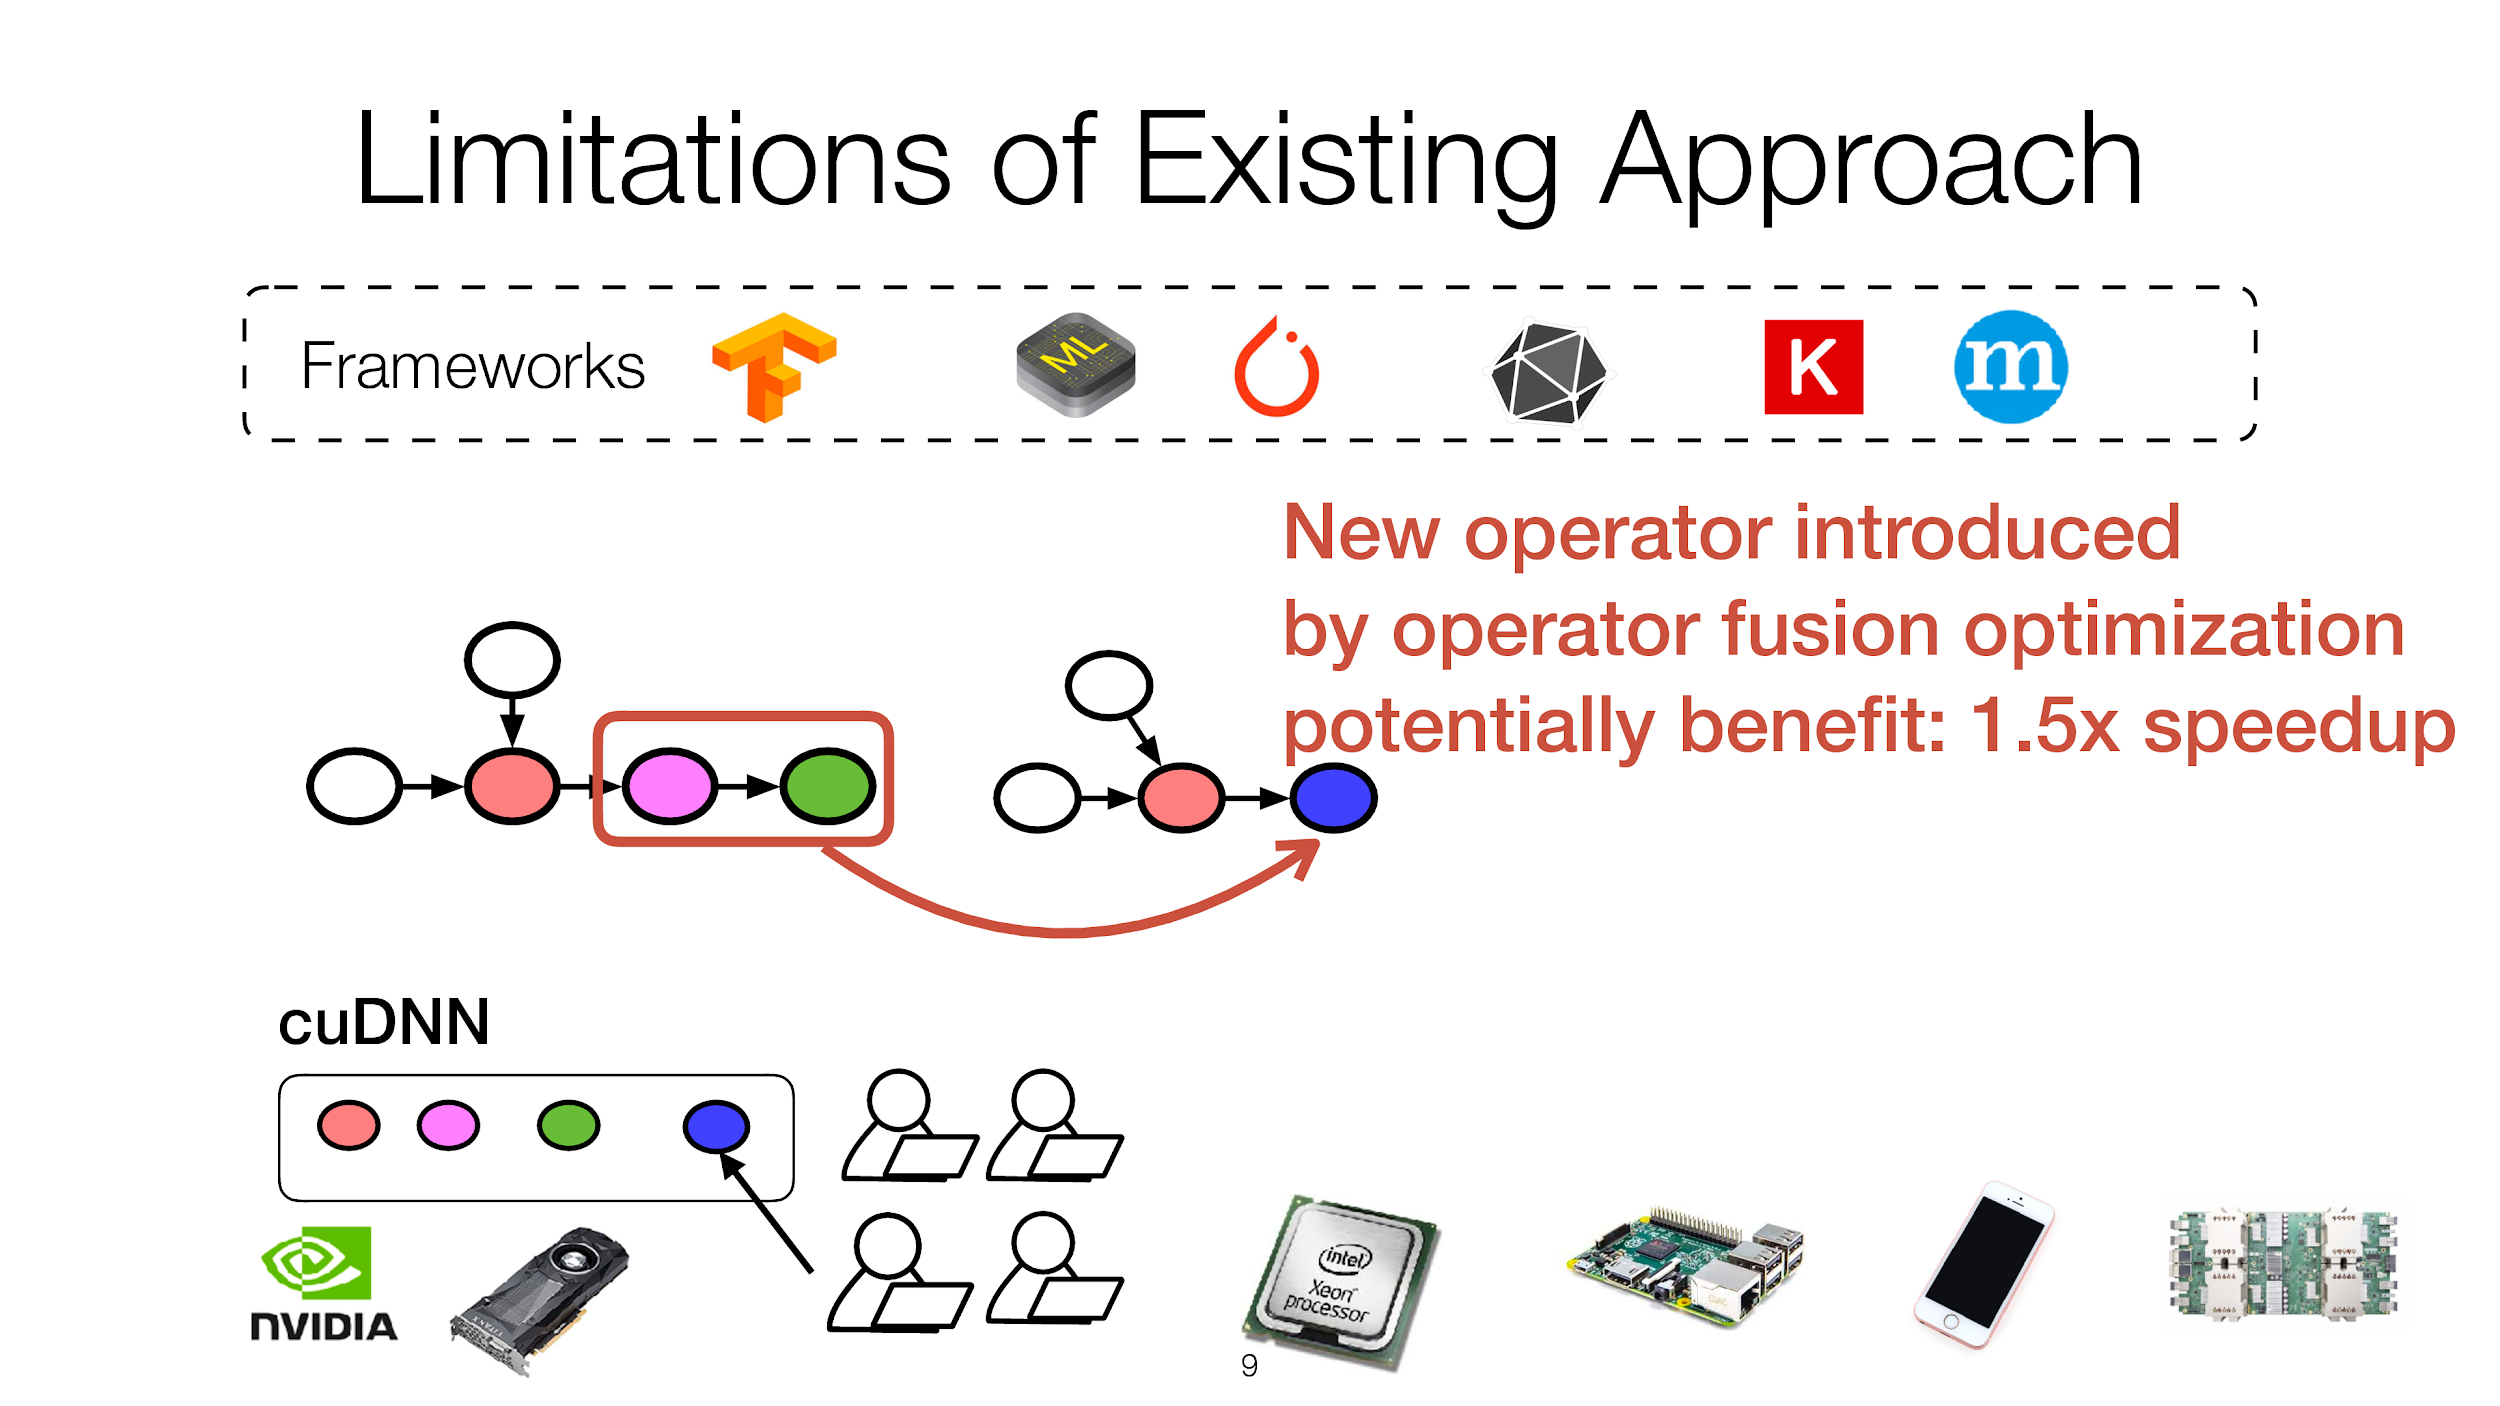 Limitations of Existing Approach
Frameworks
ML
K
m
New operator introduced
by operator fusion optimization
potentially benefit: 1.5x speedup
cuDNN
nVIDIA
TITAN X
intel
Xeon
processor
9